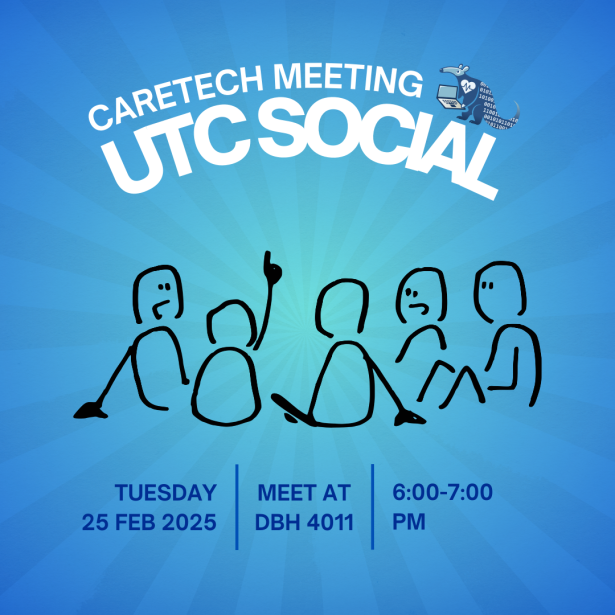 CARETECH MEETING
UTC SOCIAL
TUESDAY
25 FEB 2025
MEET AT
DBH 4011
6:00-7:00
PM